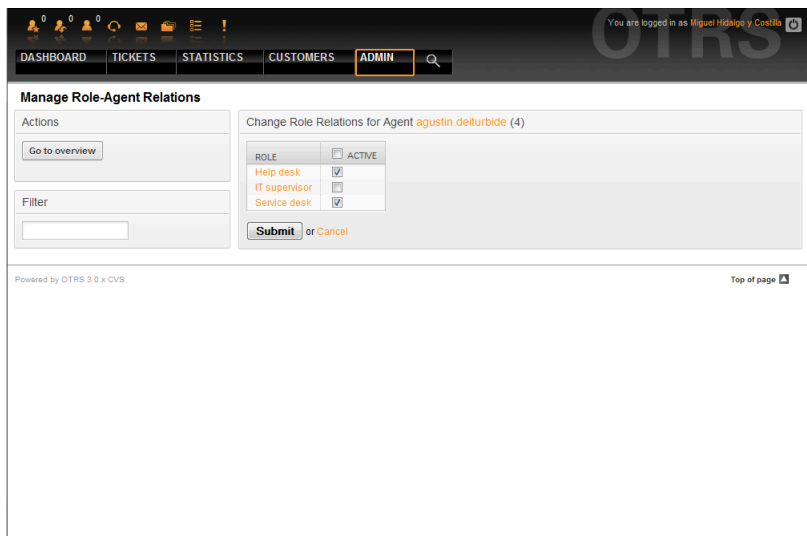 0 0 0
You are logged in as Miguel Hidalgo y Costilla
OTRS
DASHBOARD TICKETS STATISTICS CUSTOMERS ADMIN
Manage Role-Agent Relations
Actions
Go to overview
Filter
Change Role Relations for Agent agustin.deiturbide (4)
ROLE ACTIVE
Help desk
IT supervisor
Service desk
Submit or Cancel
Powered by OTRS 3.0.x CVS
Top of page